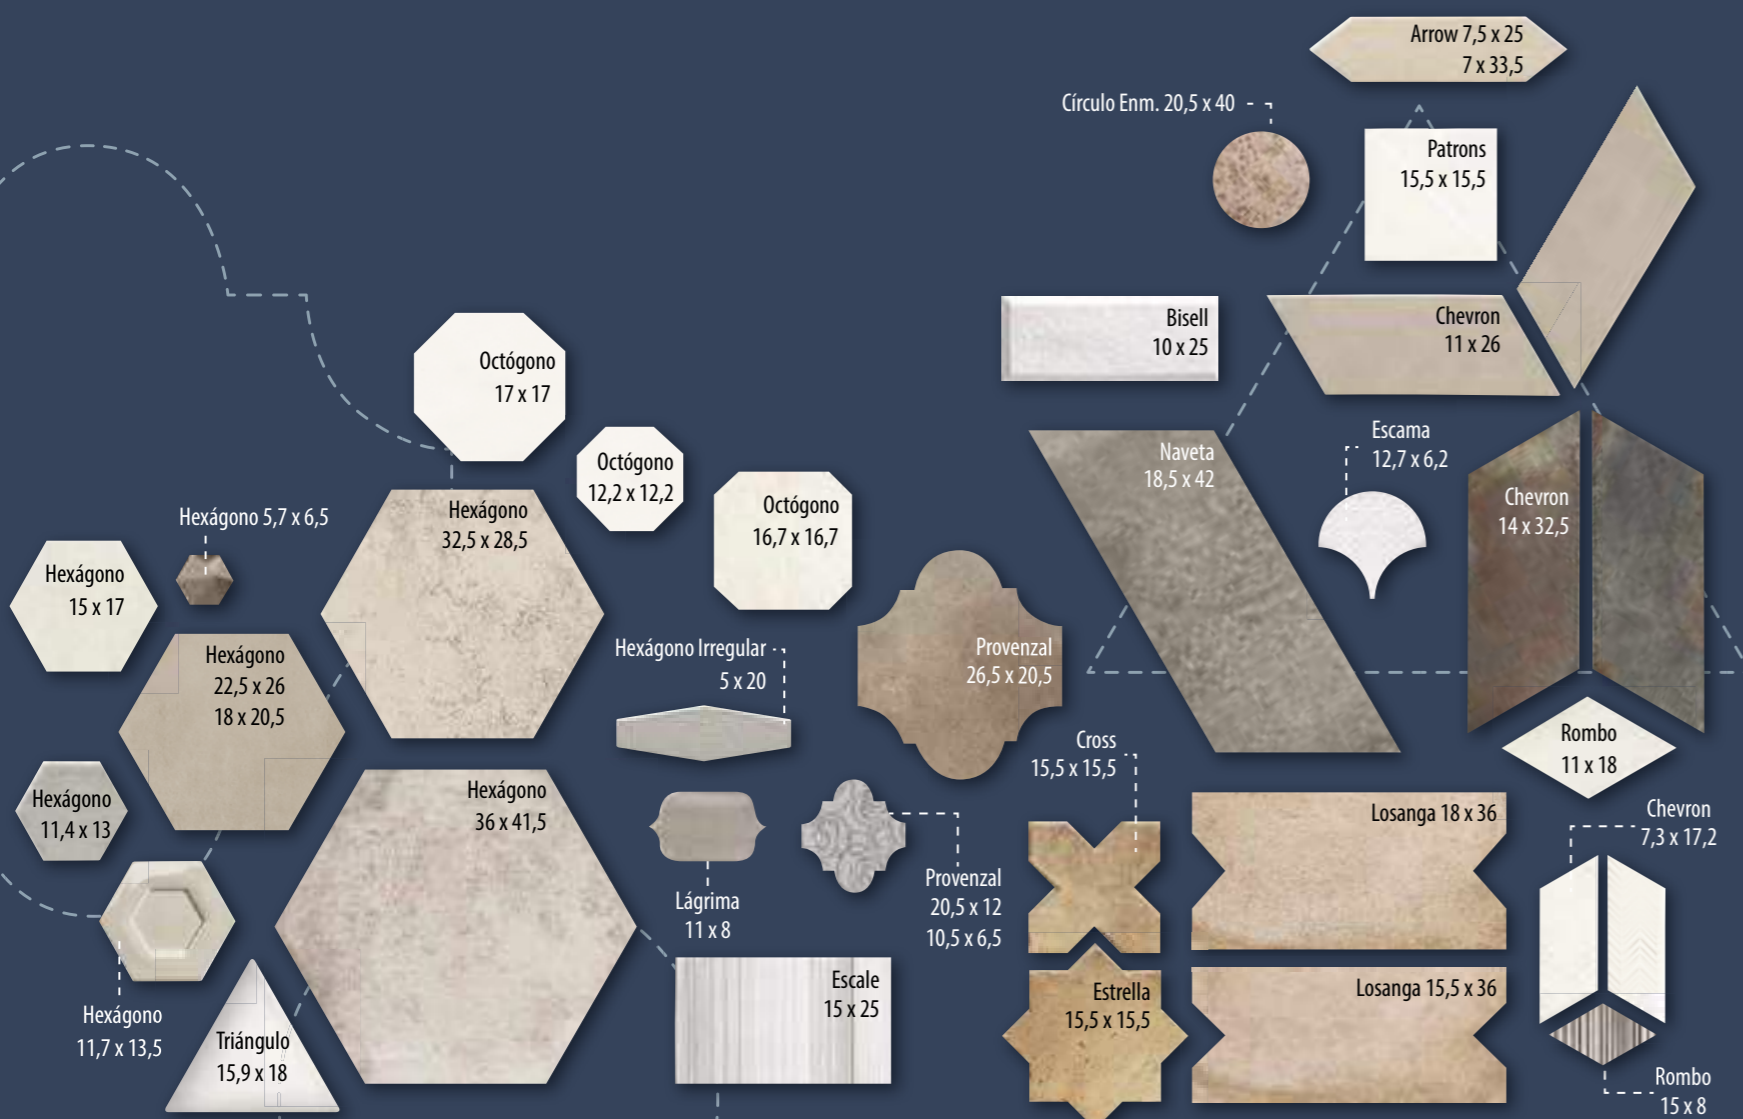 Arrow 7,5 x 25
7 x 33,5
Círculo Enm. 20,5 x 40
Patrons
15,5 x 15,5
Bisell
10 x 25
Chevron
11 x 26
Octógono
17 x 17
Octógono
12,2 x 12,2
Octógono
16,7 x 16,7
Naveta
18,5 x 42
Escama
12,7 x 6,2
Chevron
14 x 32,5
Hexágono 5,7 x 6,5
Hexágono
32,5 x 28,5
Hexágono
15 x 17
Hexágono
22,5 x 26
18 x 20,5
Hexágono Irregular
5 x 20
Provenzal
26,5 x 20,5
Cross
15,5 x 15,5
Rombo
11 x 18
Hexágono
11,4 x 13
Hexágono
36 x 41,5
Losanga 18 x 36
Chevron
7,3 x 17,2
Lágrima
11 x 8
Provenzal
20,5 x 12
10,5 x 6,5
Hexágono
11,7 x 13,5
Triángulo
15,9 x 18
Escale
15 x 25
Estrella
15,5 x 15,5
Losanga 15,5 x 36
Rombo
15 x 8